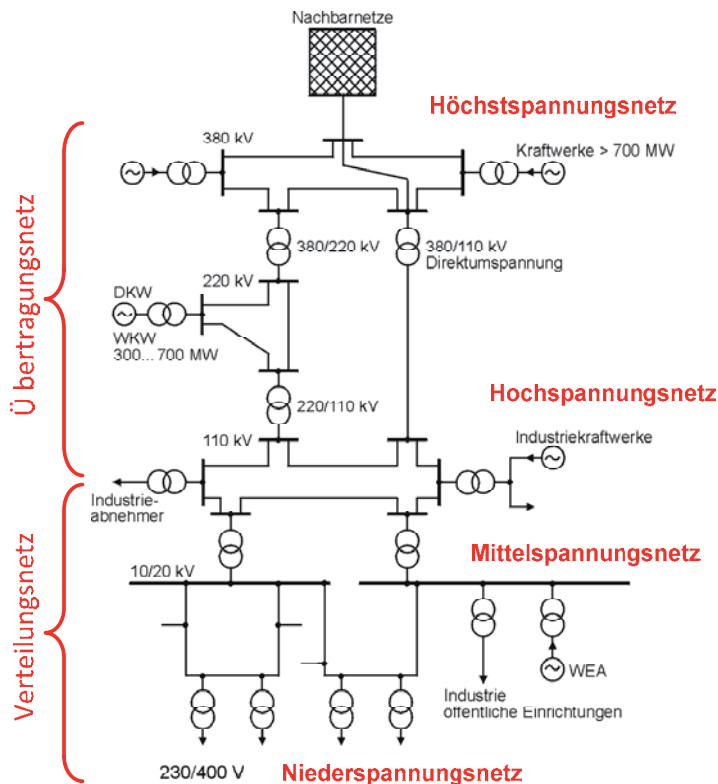 Nachbarnetze
Höchstspannungsnetz
380 kV
Kraftwerke > 700 MW
380/220 kV
380/110 kV
Direktumspannung
220 kV
DKW
WKW
300... 700 MW
Übertragungsnetz
220/110 kV
Hochspannungsnetz
110 kV
Industriekraftwerke
Industrie-
abnehmer
Mittelspannungsnetz
10/20 kV
Verteilungsnetz
WEA
Industrie
öffentliche Einrichtungen
230/400 V
Niederspannungsnetz